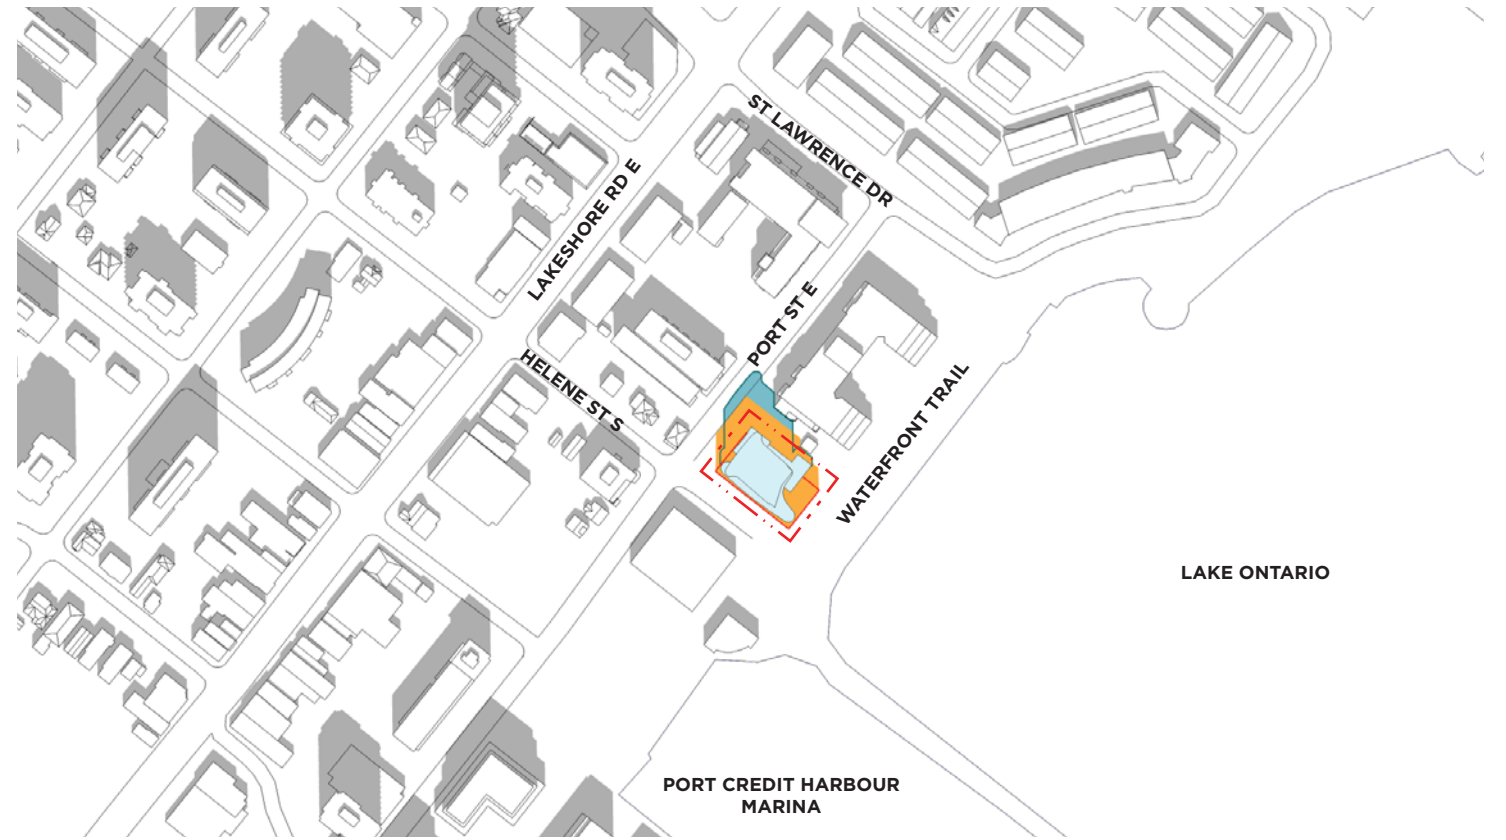 ST LAWRENCE DR
LAKESHORE RD E
PORT ST E
HELENE ST S
WATERFRONT TRAIL
LAKE ONTARIO
PORT CREDIT HARBOUR
MARINA